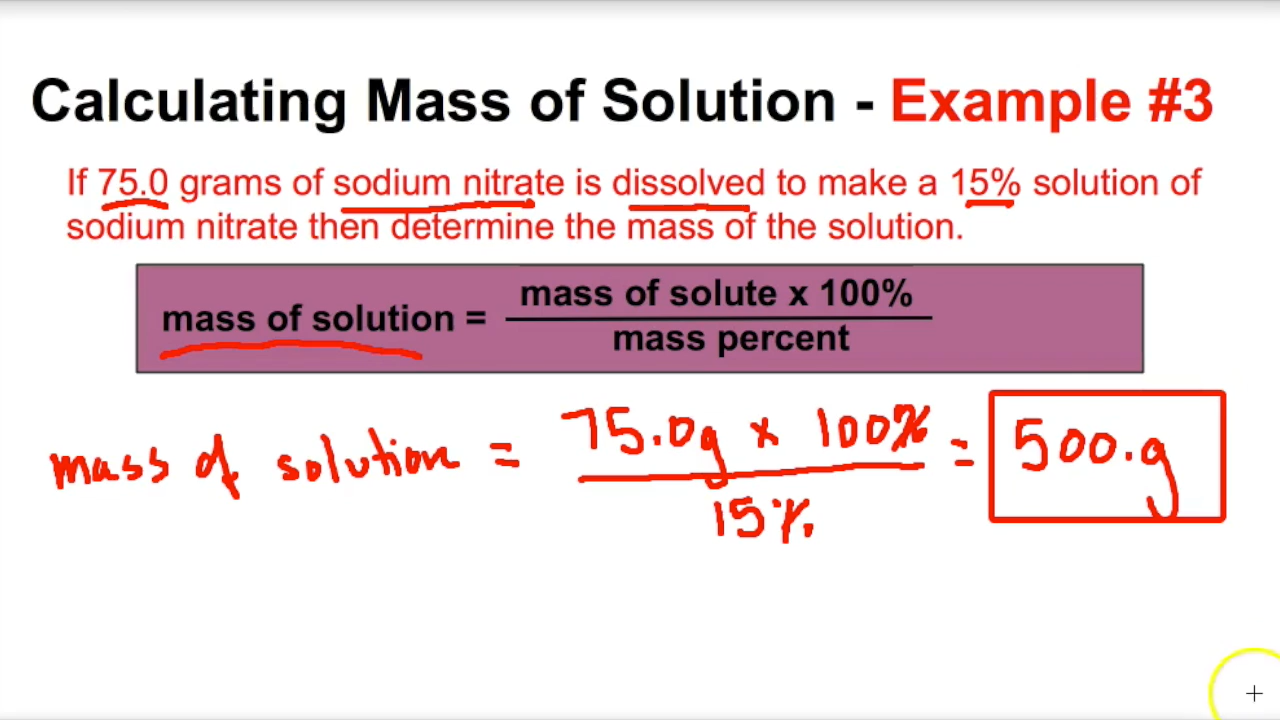 Calculating Mass of Solution - Example #3
If 75.0 grams of sodium nitrate is dissolved to make a 15% solution of
sodium nitrate then determine the mass of the solution.
mass of solute x 100%
mass of solution =
mass percent
75.0g x 100%
mass of solution = = 500.g
15%